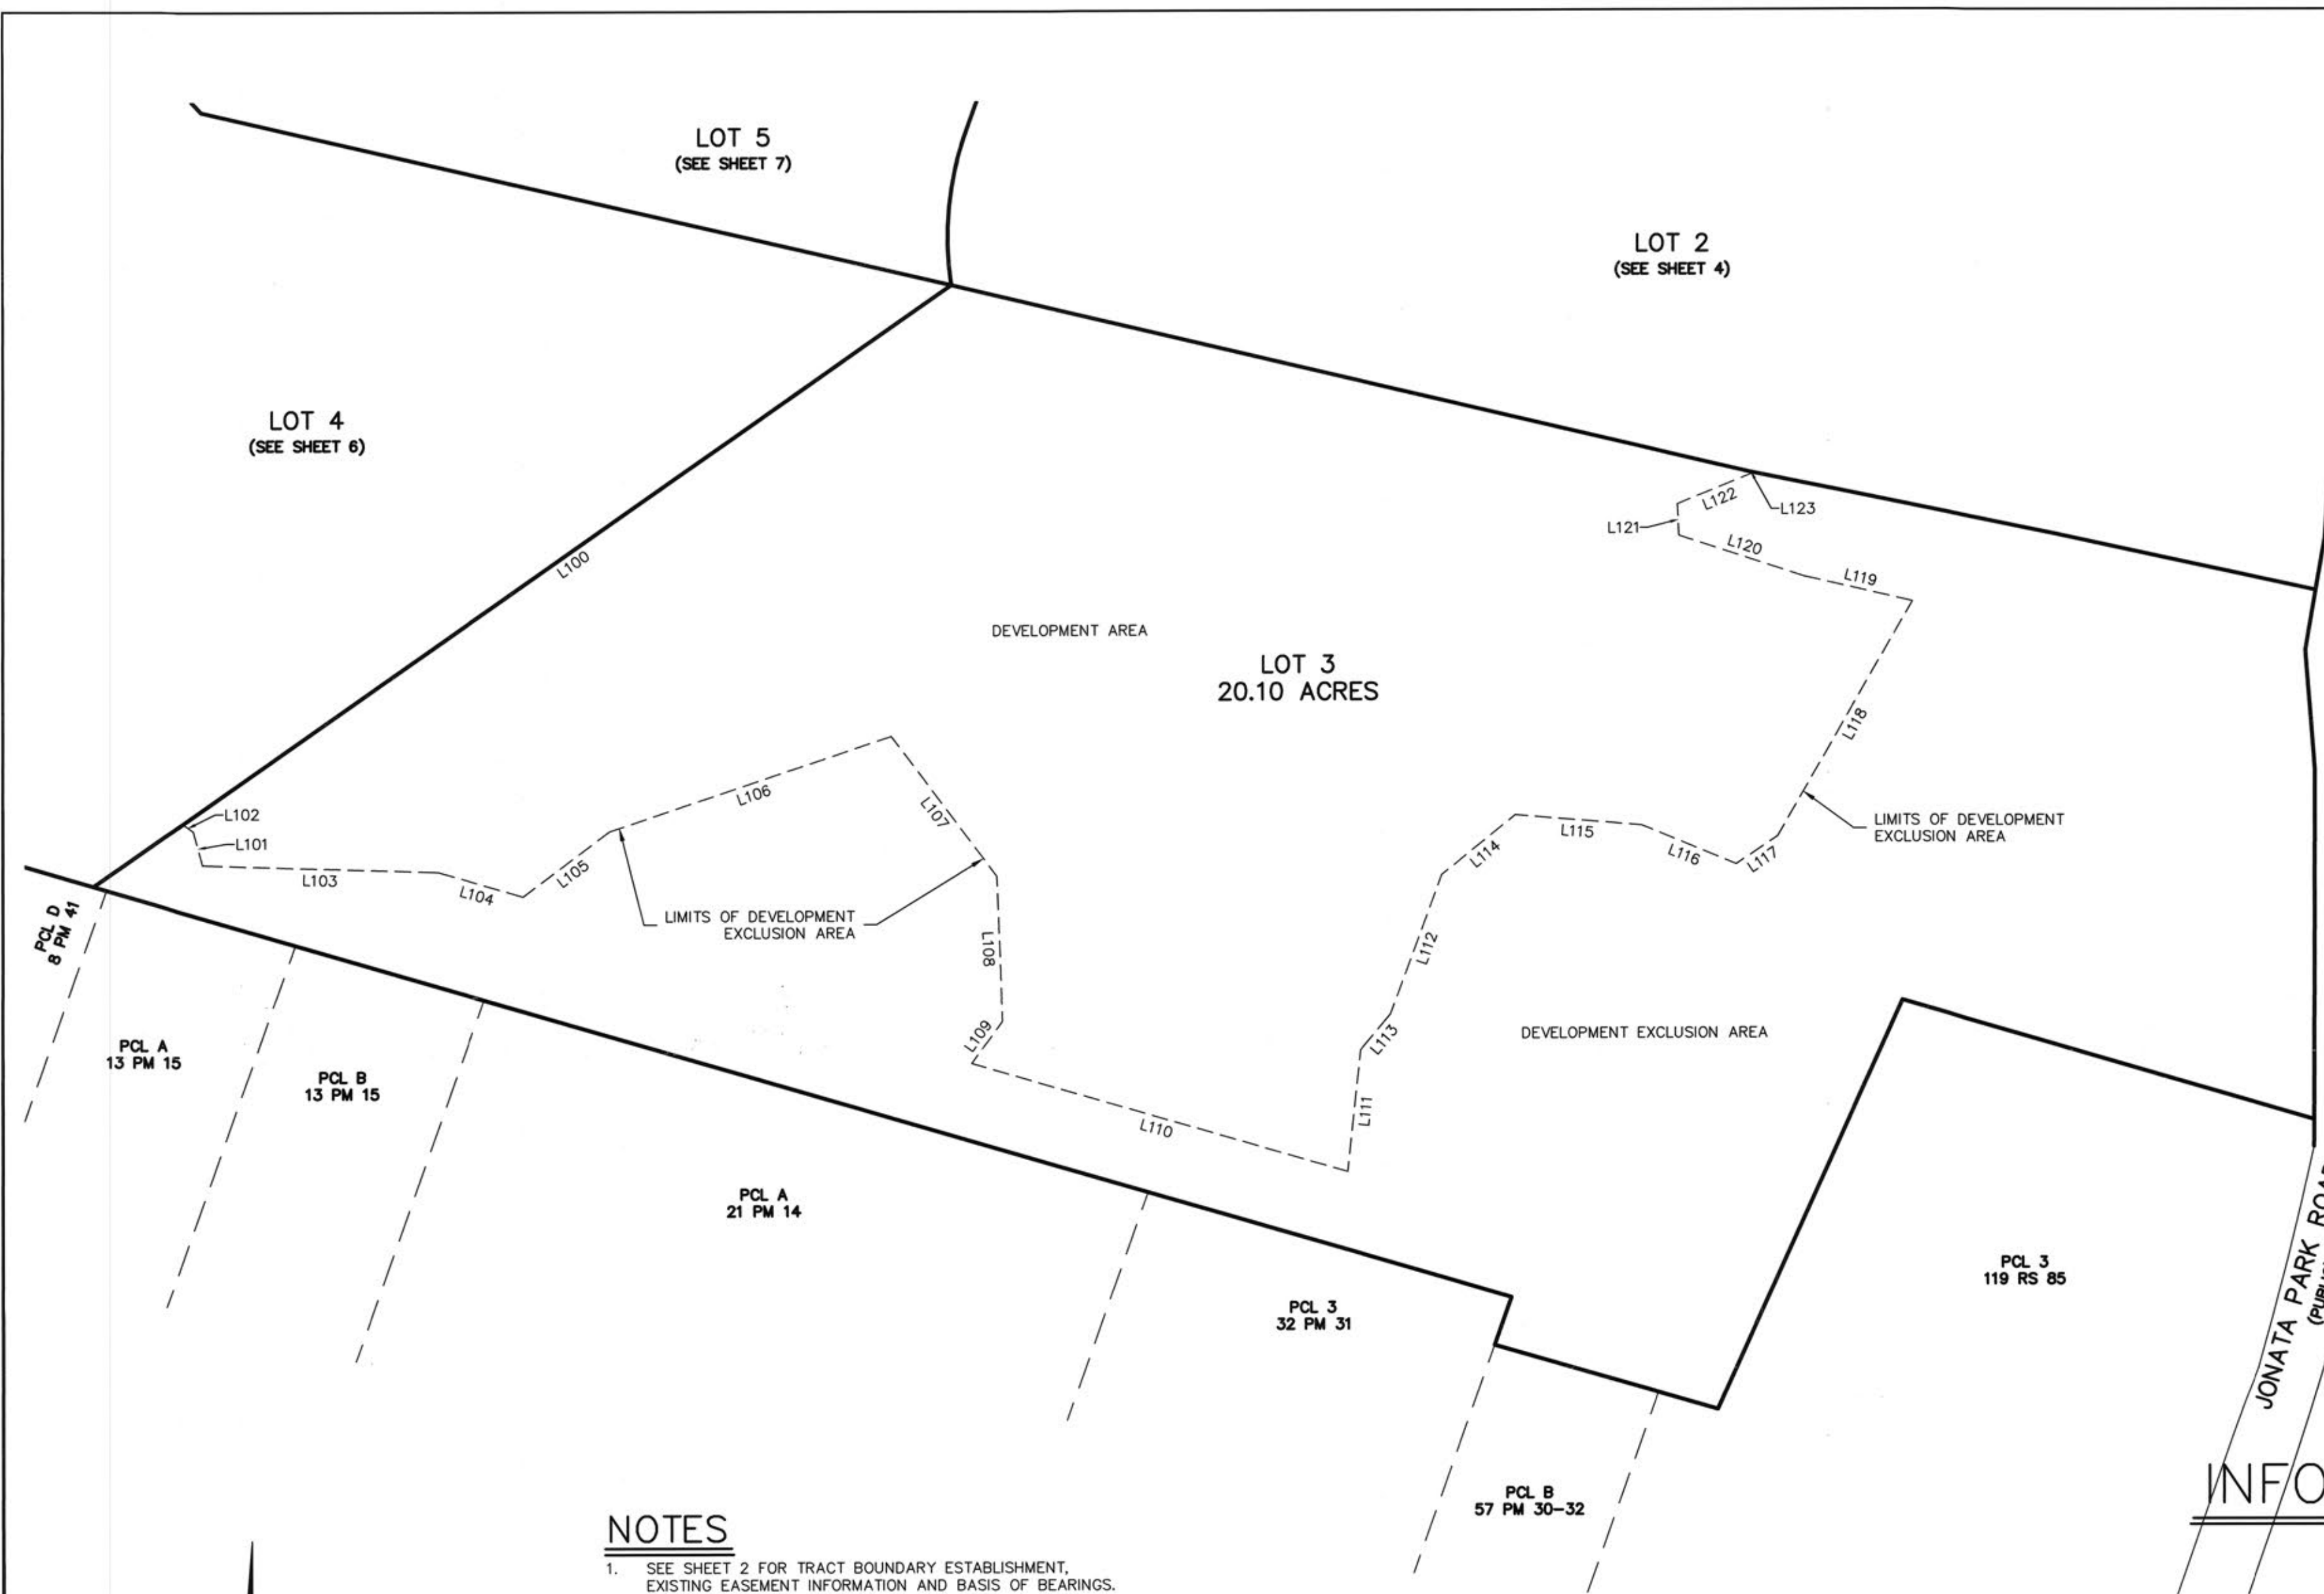 LOT 5
(SEE SHEET 7)
LOT 2
(SEE SHEET 4)
LOT 4
(SEE SHEET 6)
L122
L123
L121
L120
L119
L100
DEVELOPMENT AREA
LOT 3
20.10 ACRES
L118
L102
L101
L103
L104
L105
L106
L107
L108
L109
L110
L111
L112
L113
L114
L115
L116
L117
LIMITS OF DEVELOPMENT
EXCLUSION AREA
LIMITS OF DEVELOPMENT
EXCLUSION AREA
DEVELOPMENT EXCLUSION AREA
PCL D
8 PM 41
PCL A
13 PM 15
PCL B
13 PM 15
PCL A
21 PM 14
PCL 3
32 PM 31
PCL 3
119 RS 85
PCL B
57 PM 30-32
JONATA PARK
INFO
NOTES
1. SEE SHEET 2 FOR TRACT BOUNDARY ESTABLISHMENT,
EXISTING EASEMENT INFORMATION AND BASIS OF BEARINGS.